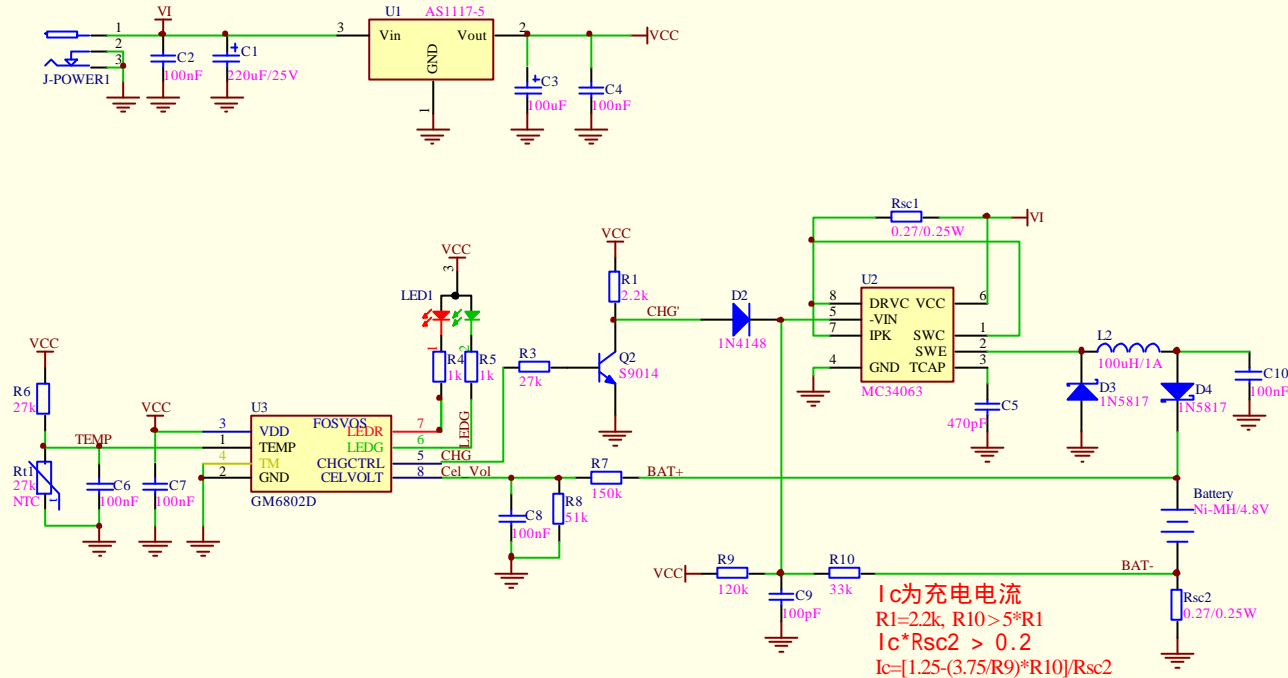 VI
U1 AS1117-5
1
2
3
J-POWER1
C2
100nF
C1
220uF/25V
3 Vin Vout 2
GND
1
VCC
C3
100uF
C4
100nF
Rsc1
0.27/0.25W
VI
VCC
3
LED1
1
2
R4
1k
R5
1k
LEDG
VCC
R1
2.2k
CHG'
D2
1N4148
R3
27k
Q2
S9014
U2
8 DRVC VCC 6
5 -VIN
7 IPK SWC 1
SWE 2
4 GND TCAP 3
MC34063
C5
470pF
L2
100uH/1A
D3
1N5817
D4
1N5817
C10
100nF
VCC
R6
27k
TEMP
Rt1
27k
NTC
1
C6
100nF
VCC
C7
100nF
U3
FOSVOS
3 VDD LEDR 7
1 TEMP LEDG 6
4 TM CHGCTRL 5 CHG
2 GND CELVOLT 8 Cel_Vol
GM6802D
R7
150k
BAT+
C8
100nF
R8
51k
Battery
Ni-MH/4.8V
VCC
R9
120k
R10
33k
BAT-
C9
100pF
Rsc2
0.27/0.25W
Ic为充电电流
R1=2.2k, R10>5*R1
Ic*Rsc2 > 0.2
Ic=[1.25-(3.75/R9)*R10]/Rsc2